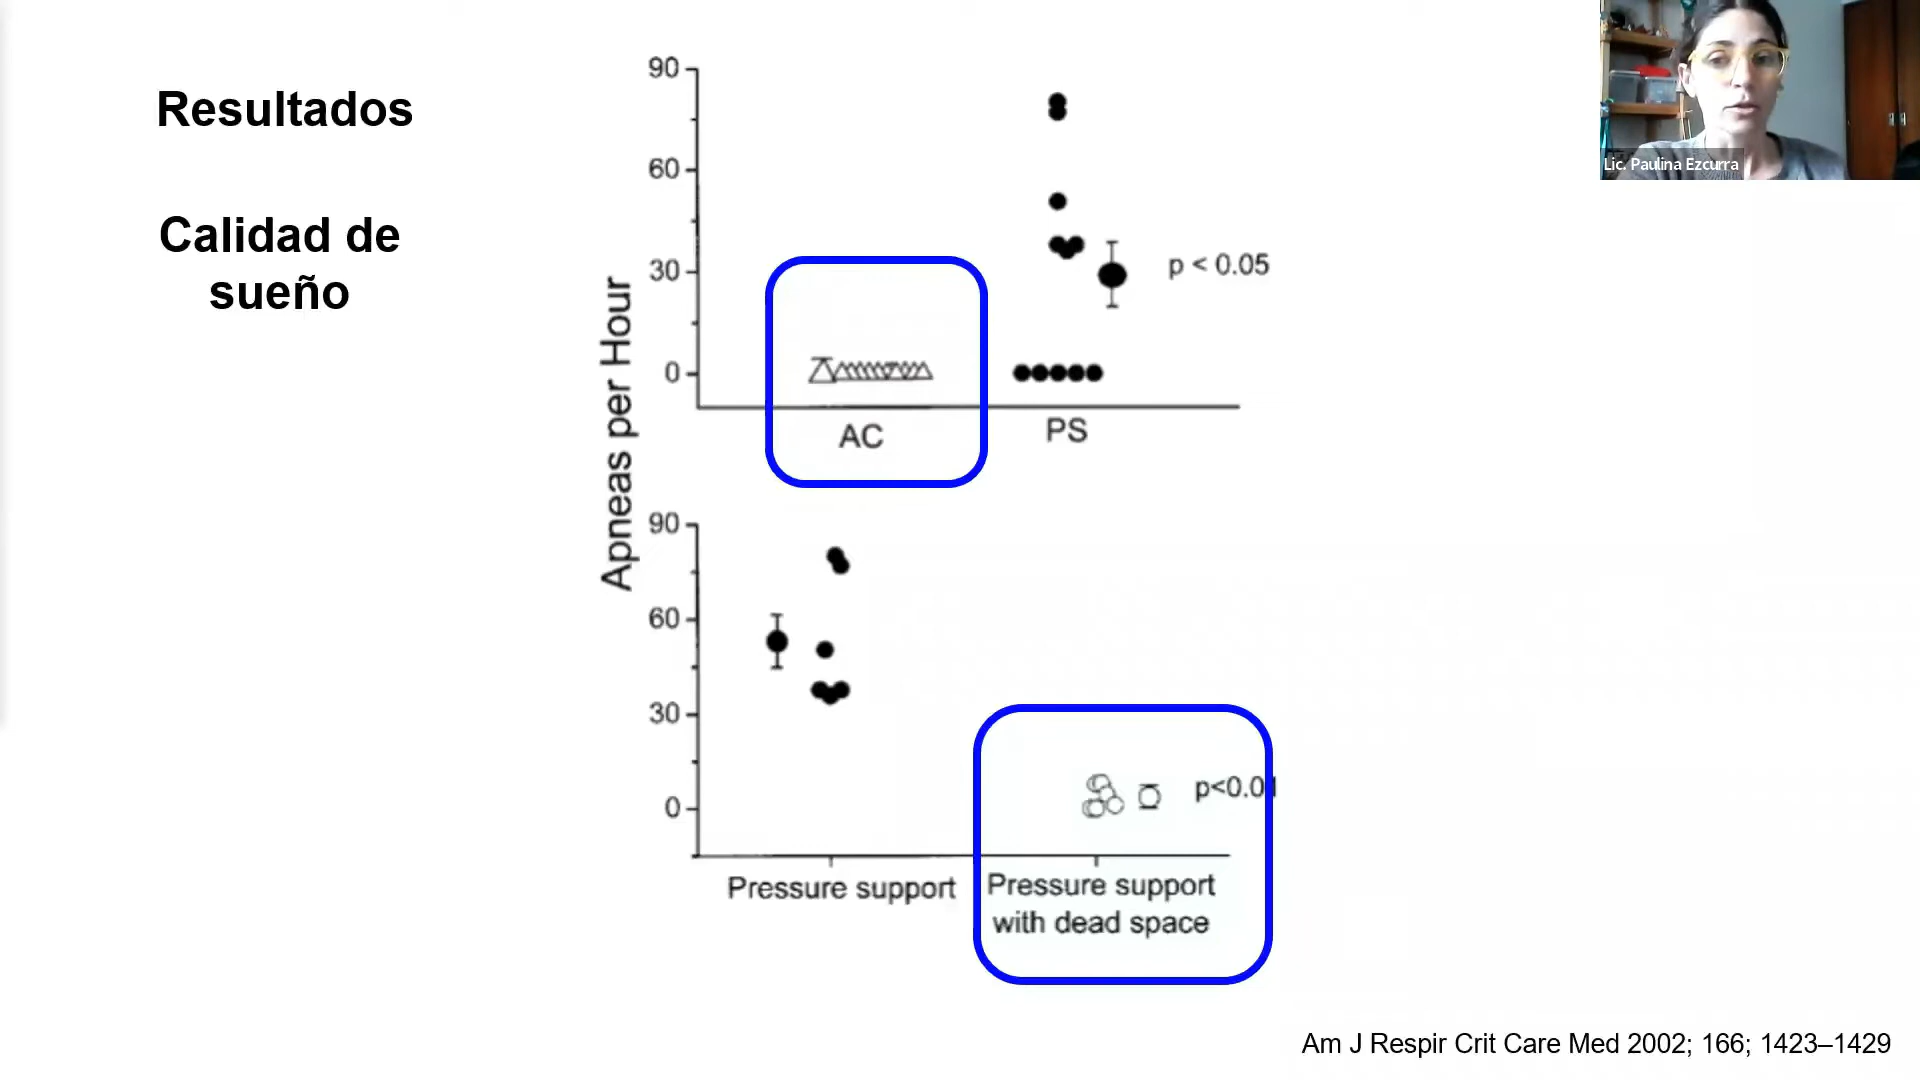 Resultados
Calidad de
sueño
Apneas per Hour
90
60
30
0
p < 0.05
AC
PS
90
60
30
0
p<0.01
Pressure support
Pressure support
with dead space
Lic. Paulina Ezcurra
Am J Respir Crit Care Med 2002; 166; 1423–1429